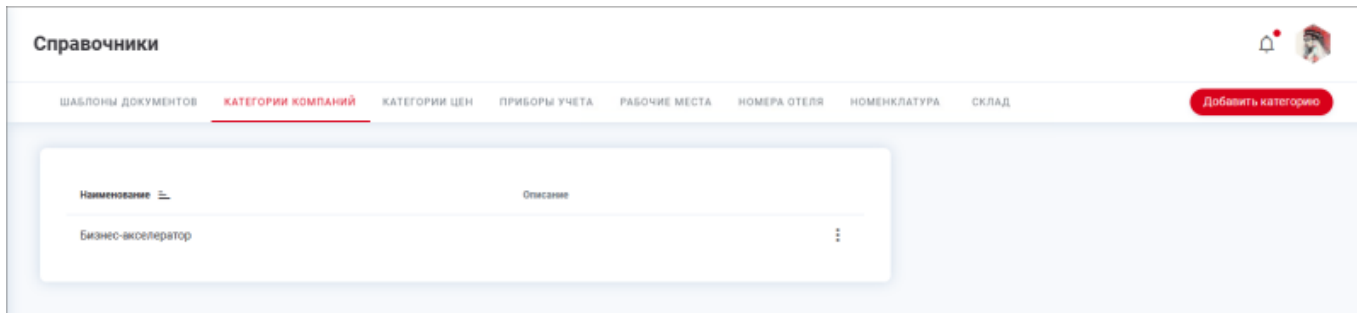 Справочники
ШАБЛОНЫ ДОКУМЕНТОВ КАТЕГОРИИ КОМПАНИЙ КАТЕГОРИИ ЦЕН ПРИБОРЫ УЧЕТА РАБОЧИЕ МЕСТА НОМЕРА ОТЕЛЯ НОМЕНКЛАТУРА СКЛАД Добавить категорию
Наименование Описание
Бизнес-акселератор